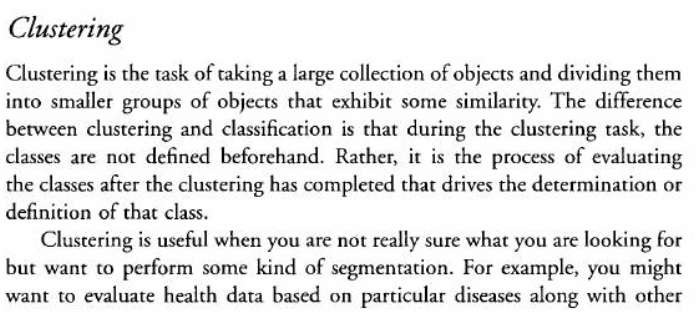 Clustering
Clustering is the task of taking a large collection of objects and dividing them
into smaller groups of objects that exhibit some similarity. The difference
between clustering and classification is that during the clustering task, the
classes are not defined beforehand. Rather, it is the process of evaluating
the classes after the clustering has completed that drives the determination or
definition of that class.
Clustering is useful when you are not really sure what you are looking for
but want to perform some kind of segmentation. For example, you might
want to evaluate health data based on particular diseases along with other